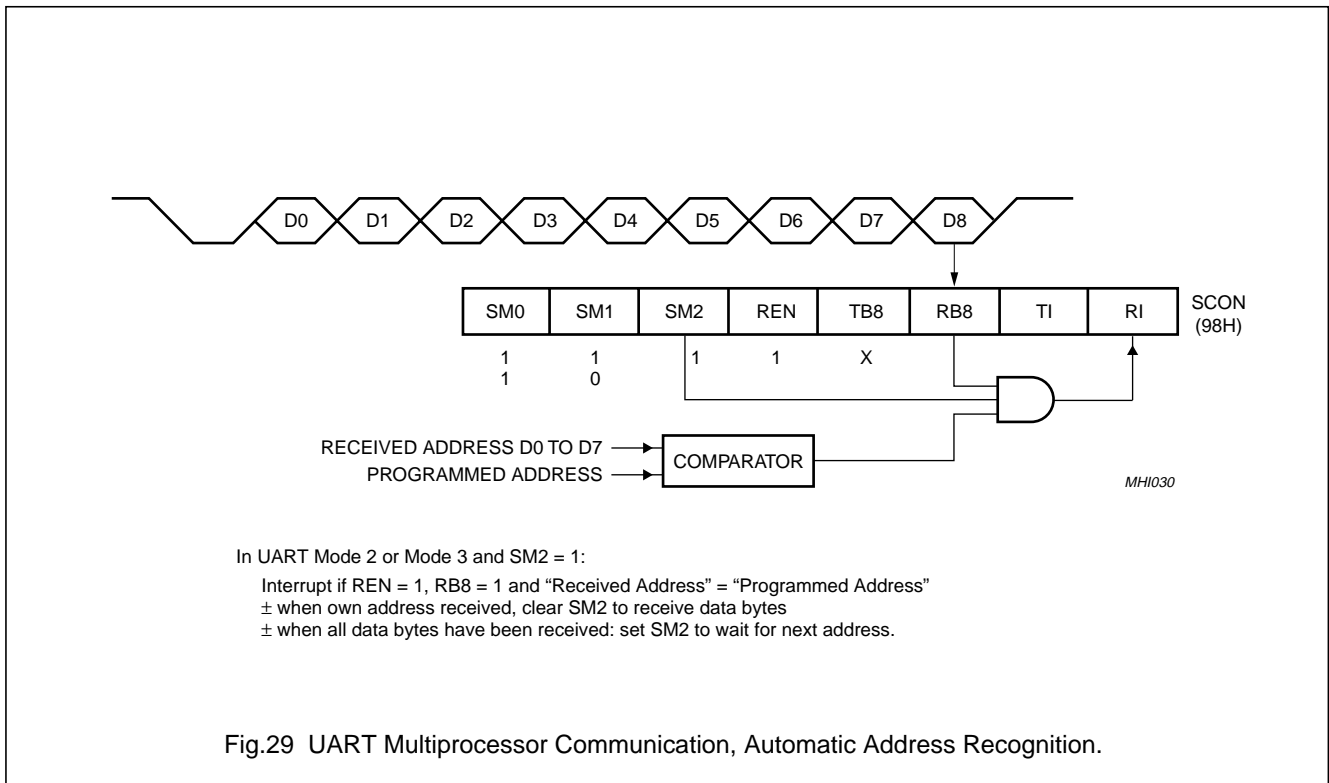 D0 D1 D2 D3 D4 D5 D6 D7 D8
SM0 SM1 SM2 REN TB8 RB8 TI RI SCON
(98H)
1 1 1 1 X
1 0
RECEIVED ADDRESS D0 TO D7
PROGRAMMED ADDRESS
COMPARATOR
MHI030
In UART Mode 2 or Mode 3 and SM2 = 1:
Interrupt if REN = 1, RB8 = 1 and “Received Address” = “Programmed Address”
± when own address received, clear SM2 to receive data bytes
± when all data bytes have been received: set SM2 to wait for next address.
Fig.29 UART Multiprocessor Communication, Automatic Address Recognition.